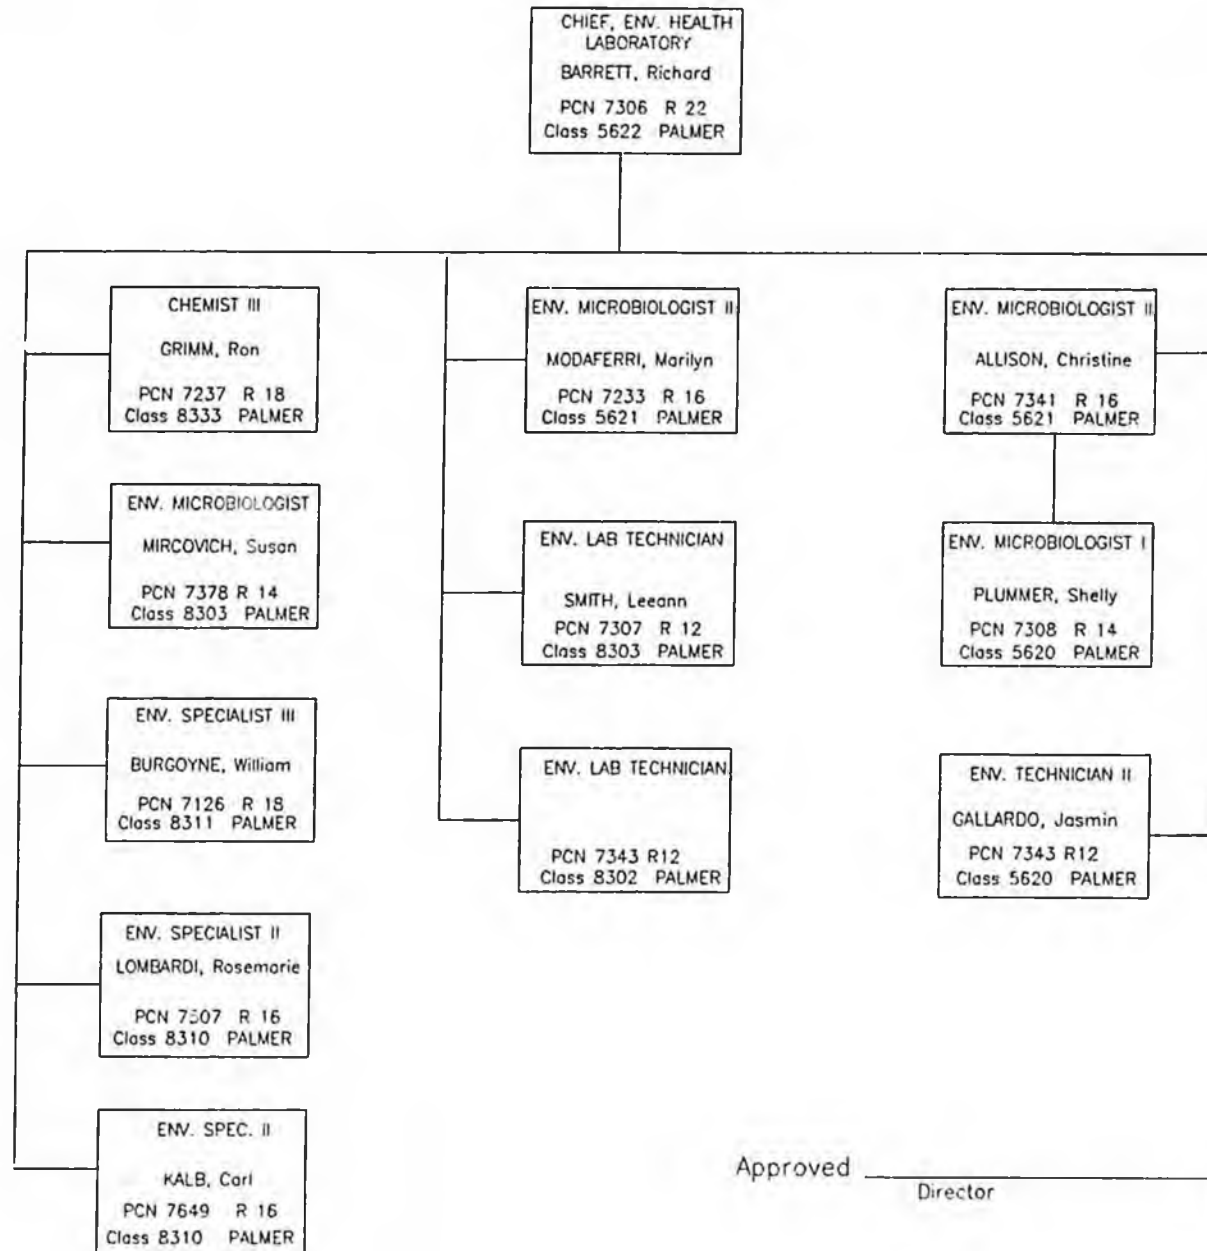 CHIEF, ENV. HEALTH
LABORATORY
BARRETT, Richard
PCN 7306 R 22
Class 5622 PALMER
CHEMIST III
GRIMM, Ron
PCN 7237 R 18
Class 8333 PALMER
ENV. MICROBIOLOGIST
MIRCOVICH, Susan
PCN 7378 R 14
Class 8303 PALMER
ENV. SPECIALIST III
BURGOYNE, William
PCN 7126 R 18
Class 8311 PALMER
ENV. SPECIALIST II
LOMBARDI, Rosemarie
PCN 7507 R 16
Class 8310 PALMER
ENV. SPEC. II
KALB, Carl
PCN 7649 R 16
Class 8310 PALMER
ENV. MICROBIOLOGIST II
MODAFERRI, Marilyn
PCN 7233 R 16
Class 5621 PALMER
ENV. LAB TECHNICIAN
SMITH, Leeann
PCN 7307 R 12
Class 8303 PALMER
ENV. LAB TECHNICIAN
PCN 7343 R12
Class 8302 PALMER
ENV. MICROBIOLOGIST II
ALLISON, Christine
PCN 7341 R 16
Class 5621 PALMER
ENV. MICROBIOLOGIST I
PLUMMER, Shelly
PCN 7308 R 14
Class 5620 PALMER
ENV. TECHNICIAN II
GALLARDO, Jasmin
PCN 7343 R12
Class 5620 PALMER
Approved
Director